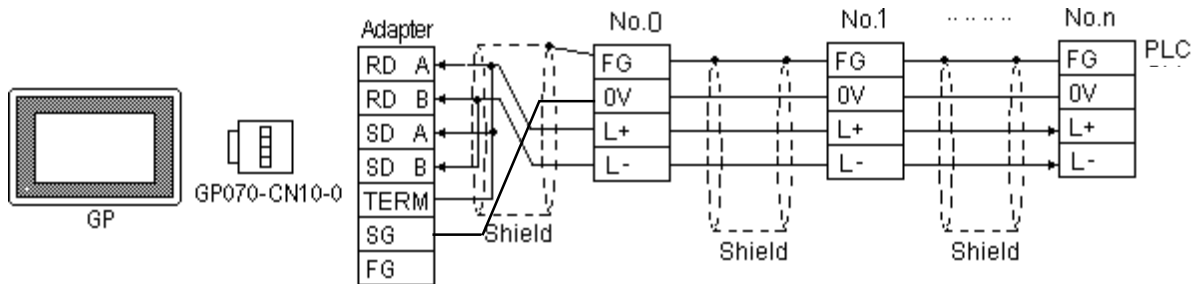 Adapter
RD A
RD B
SD A
SD B
TERM
SG
FG
GP
GP070-CN10-0
Shield
No.0
FG
0V
L+
L-
Shield
No.1
FG
0V
L+
L-
Shield
No.n
FG
0V
L+
L-
PLC